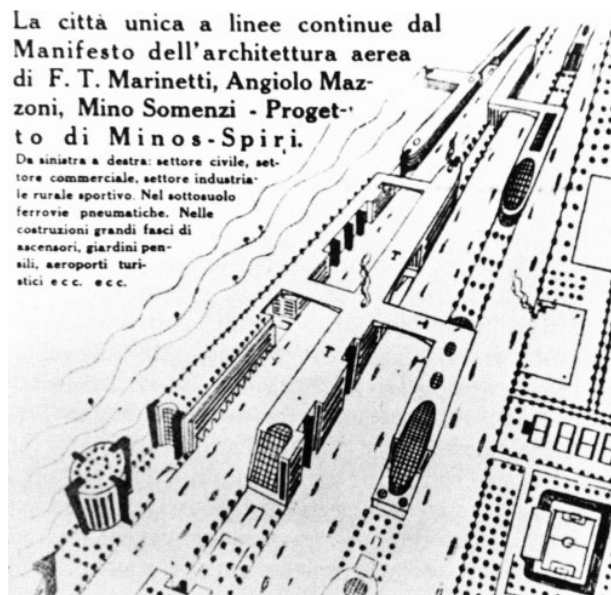 La città unica a linee continue dal
Manifesto dell'architettura aerea
di F. T. Marinetti, Angiolo Maz-
zoni, Mino Somenzi - Proget-
to di Minos-Spiri.
Da sinistra a destra: settore civile, set-
tore commerciale, settore industria-
le rurale sportivo. Nel sottosuolo
ferrovie pneumatiche. Nelle
costruzioni grandi fasci di
ascensori, giardini pen-
sili, aeroporti turi-
stici e c c. e c c.